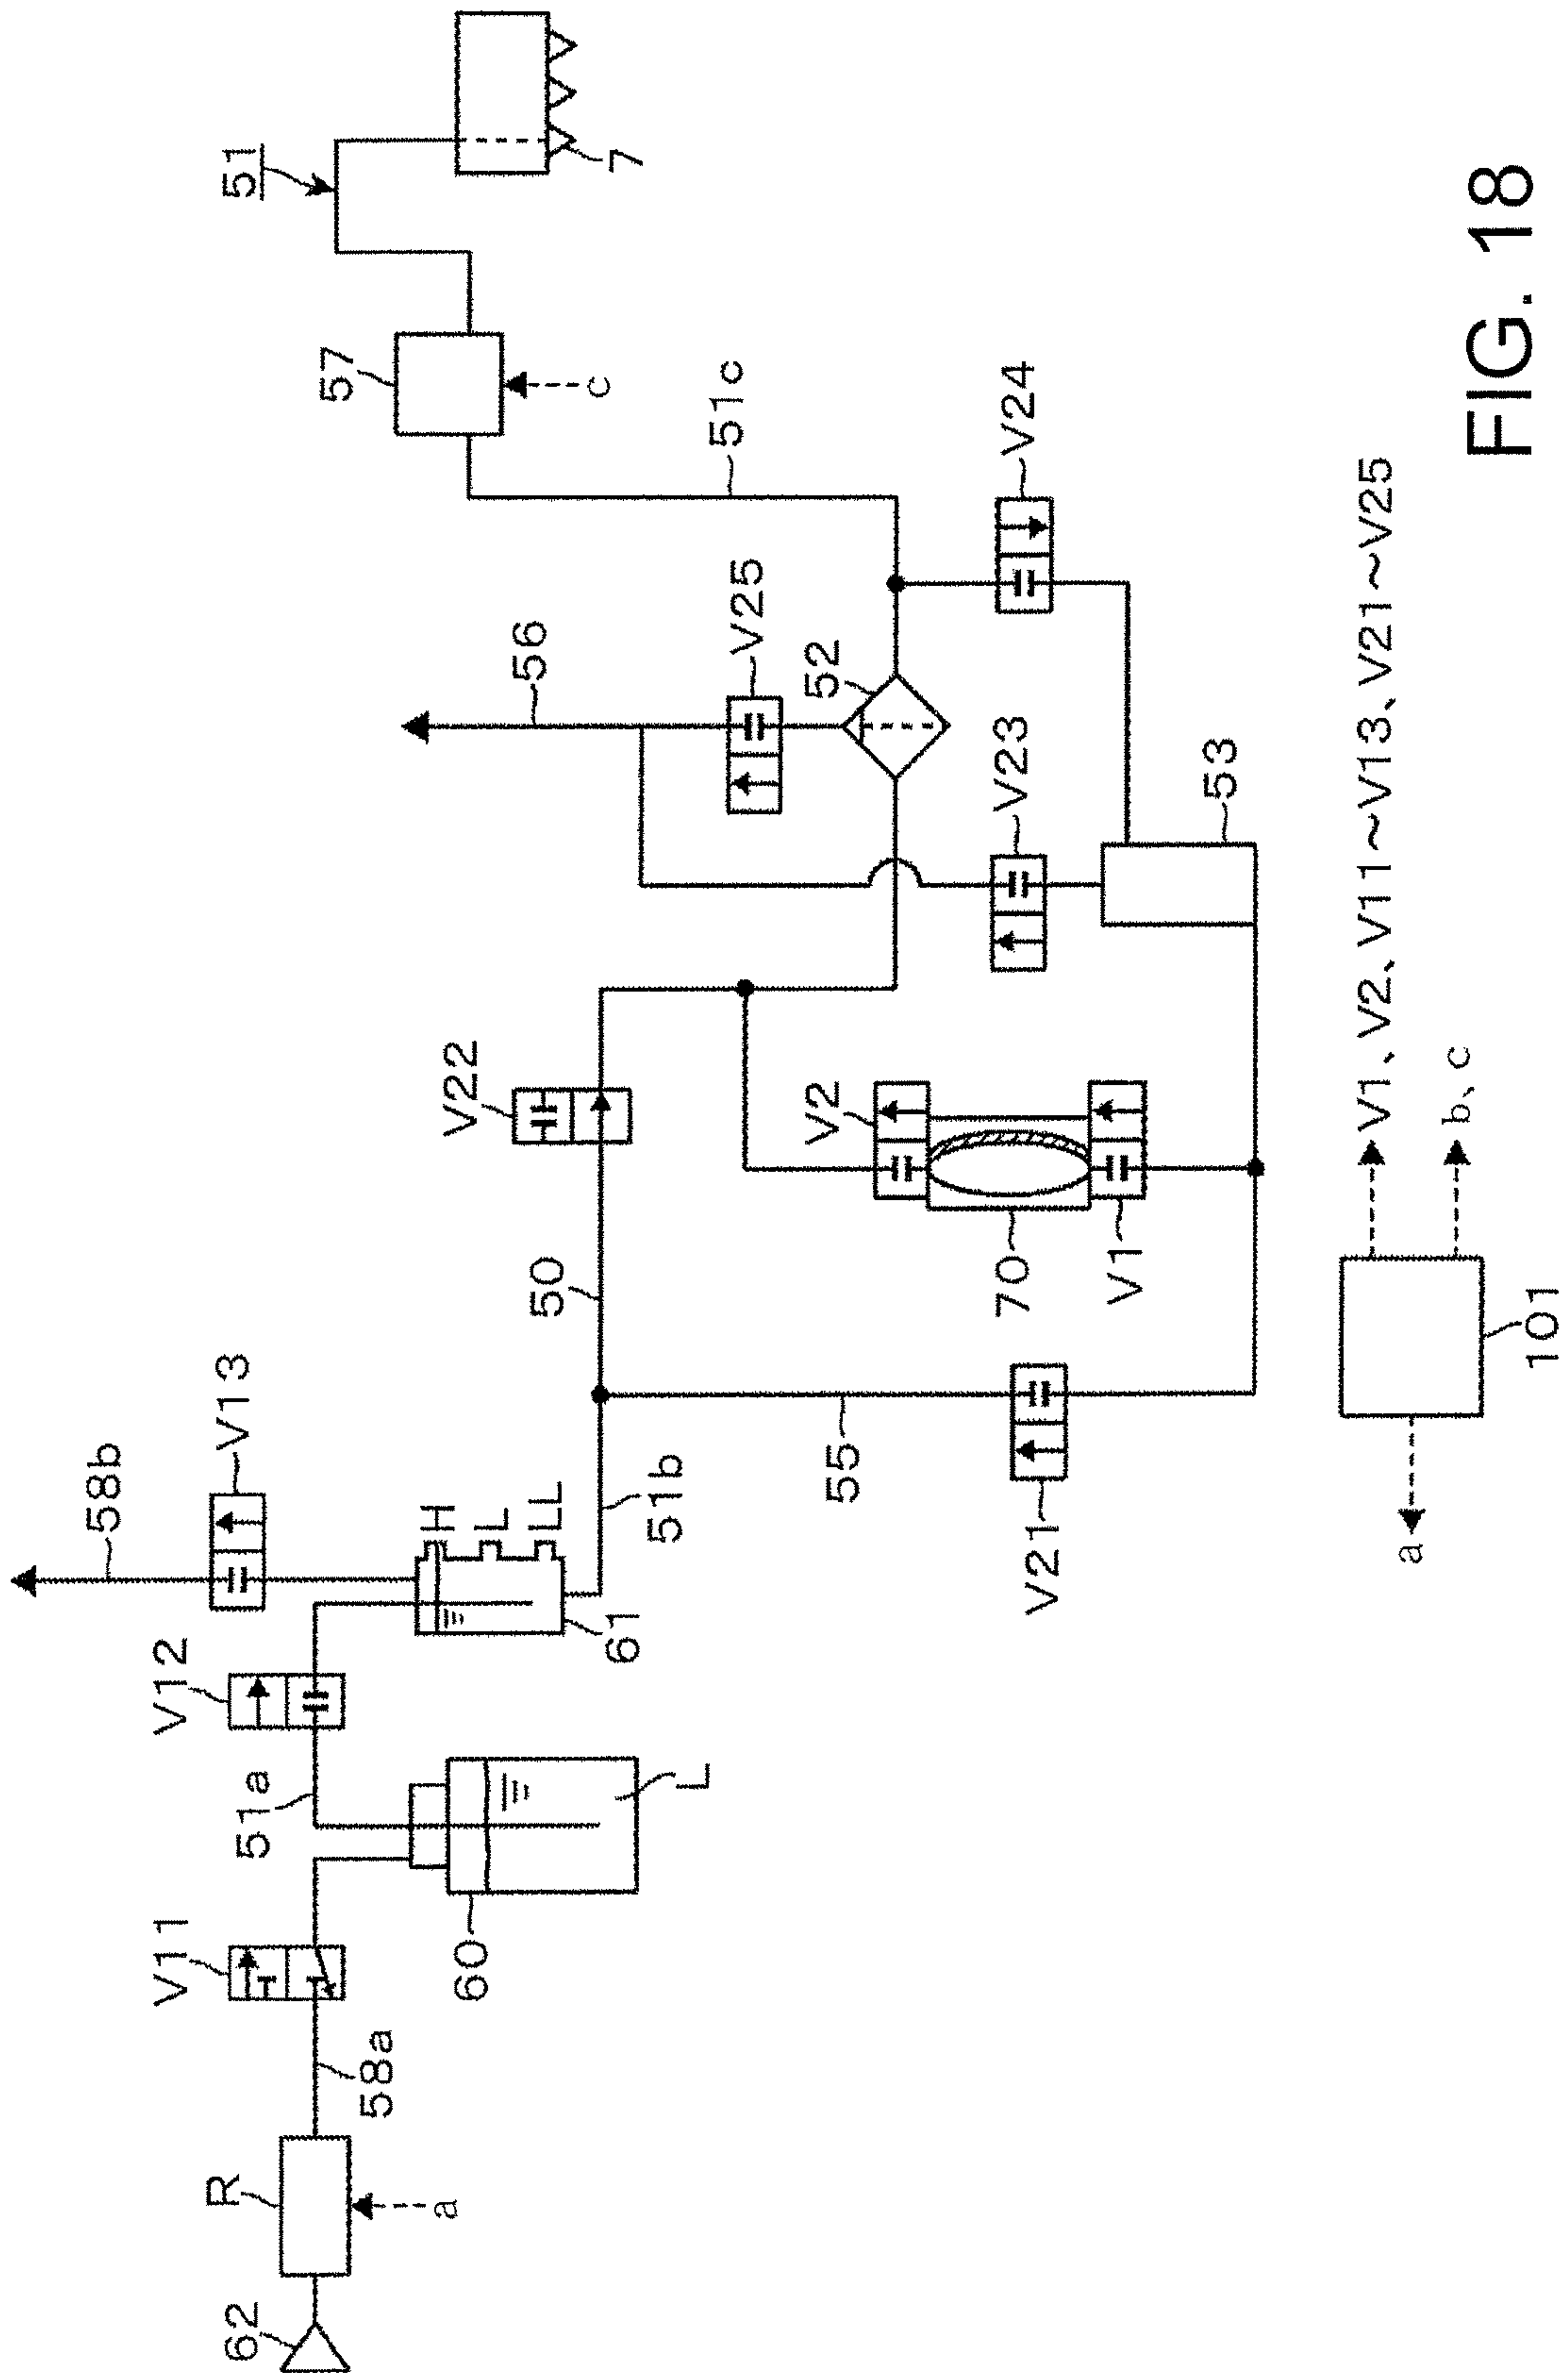 62
R
a
58a
V11
60
L
51a
V12
58b
V13
H
L
LL
61
51b
50
55
V21
V22
V2
70
V1
56
V25
52
V23
53
V24
51c
57
c
51
7
101
a
V1、V2、V11～V13、V21～V25
b、c
FIG. 18